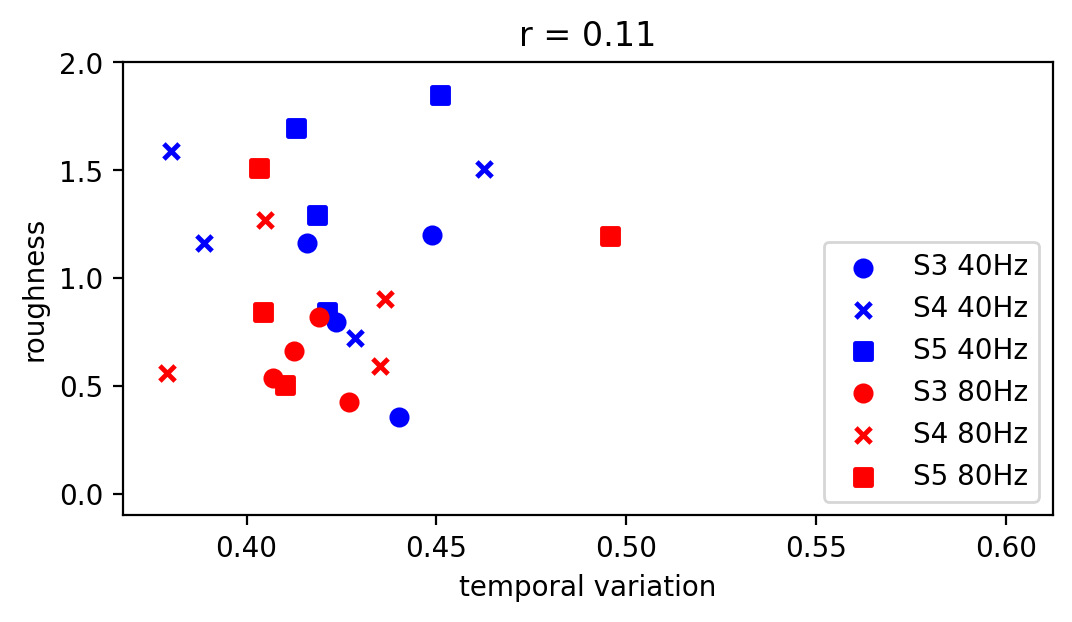 r = 0.11
2.0
1.5
1.0
0.5
0.0
roughness
0.40 0.45 0.50 0.55 0.60
temporal variation
S3 40Hz
S4 40Hz
S5 40Hz
S3 80Hz
S4 80Hz
S5 80Hz